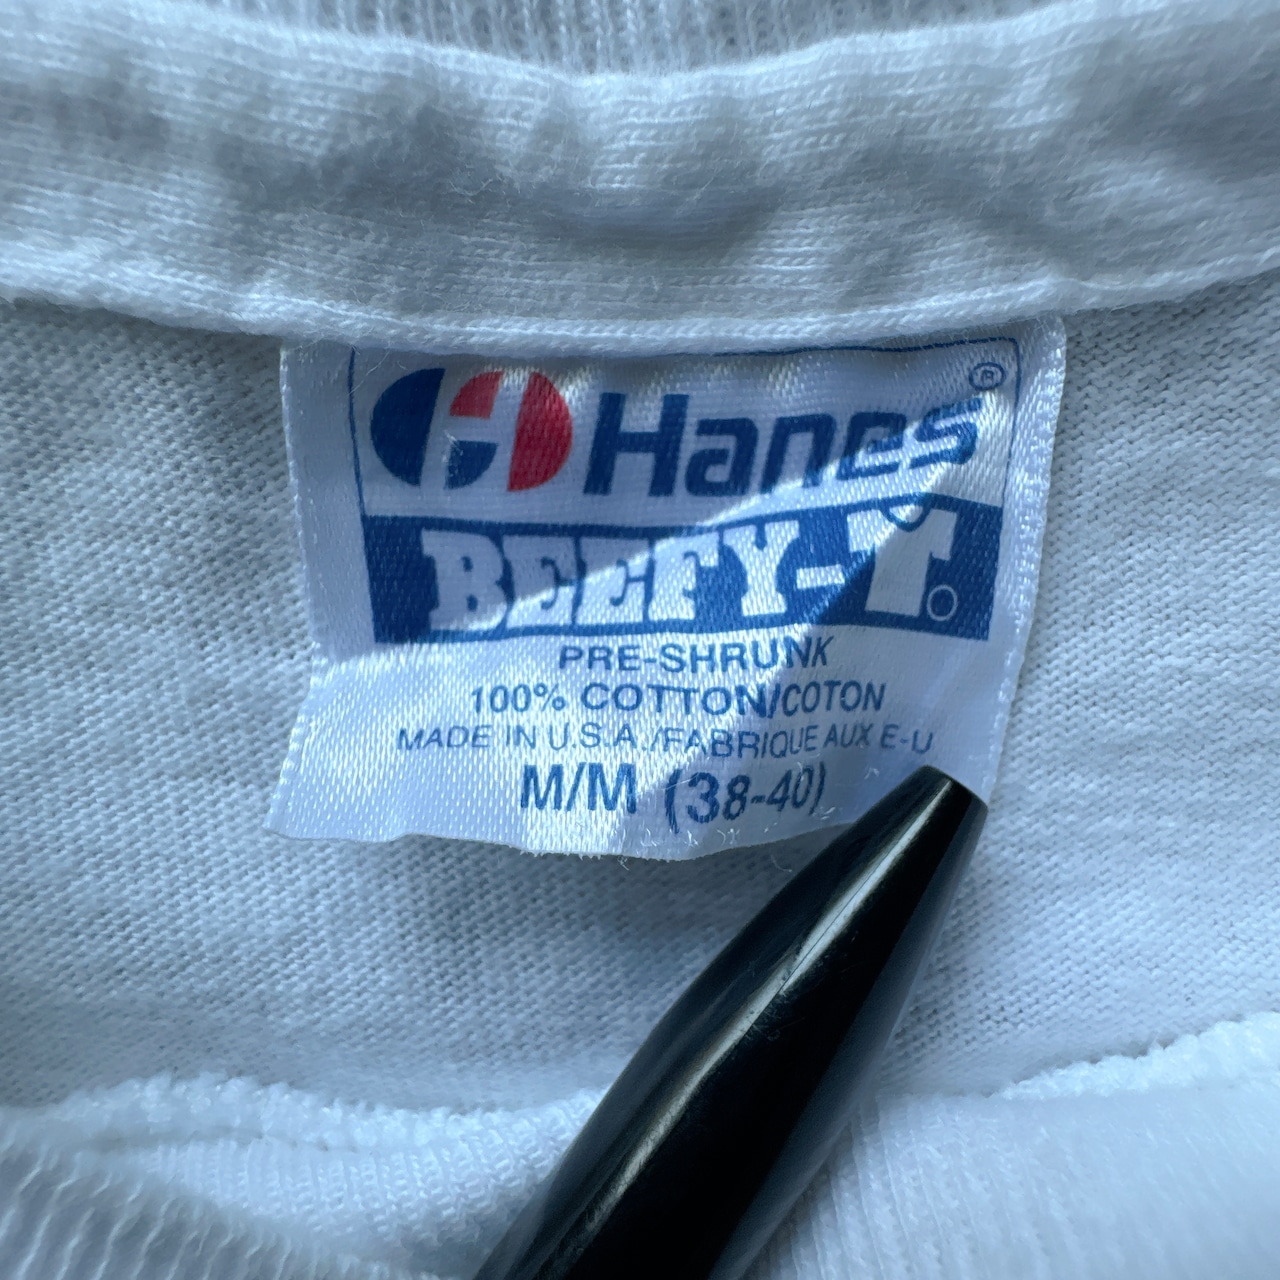 Hanes®
BEEFY-T
PRE-SHRUNK
100% COTTON/COTON
MADE IN U.S.A./FABRIQUE AUX E-U
M/M (38-40)